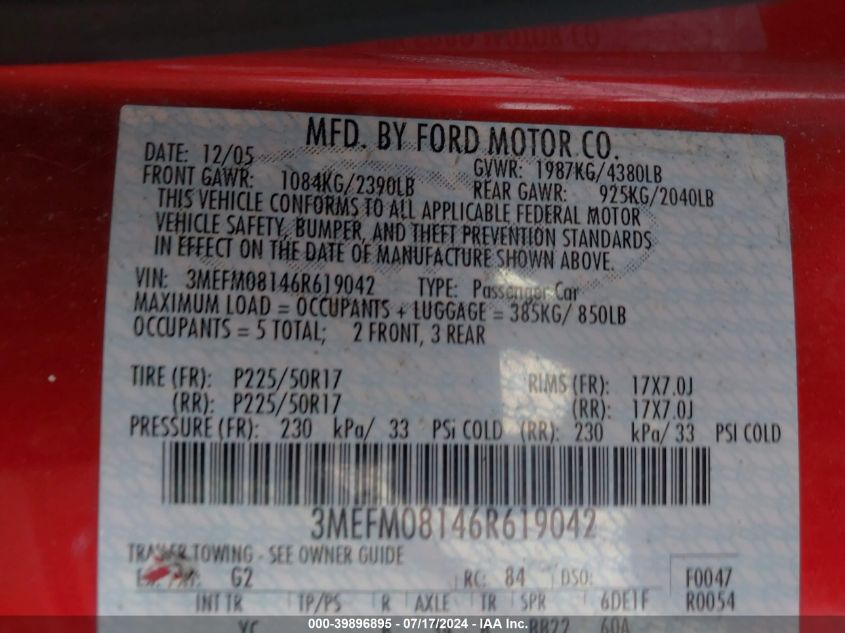 MFD. BY FORD MOTOR CO.
DATE: 12/05 GVWR: 1987KG/4380LB
FRONT GAWR: 1084KG/2390LB REAR GAWR: 925KG/2040LB
THIS VEHICLE CONFORMS TO ALL APPLICABLE FEDERAL MOTOR
VEHICLE SAFETY, BUMPER, AND THEFT PREVENTION STANDARDS
IN EFFECT ON THE DATE OF MANUFACTURE SHOWN ABOVE.
VIN: 3MEFM08146R619042 TYPE: Passenger Car
MAXIMUM LOAD = OCCUPANTS + LUGGAGE = 385KG/ 850LB
OCCUPANTS = 5 TOTAL; 2 FRONT, 3 REAR
TIRE (FR): P225/50R17 RIMS (FR): 17X7.0J
(RR): P225/50R17 (RR): 17X7.0J
PRESSURE (FR): 230 kPa/ 33 PSi COLD (RR): 230 kPa/ 33 PSI COLD
3MEFM08146R619042
TRAILER TOWING - SEE OWNER GUIDE
G2 RC: 84 DSO: F0047
INT TR TP/PS R AXLE TR SPR 6DE1F R0054
YC BB22 60A
000-39896895 - 07/17/2024 - IAAI.com